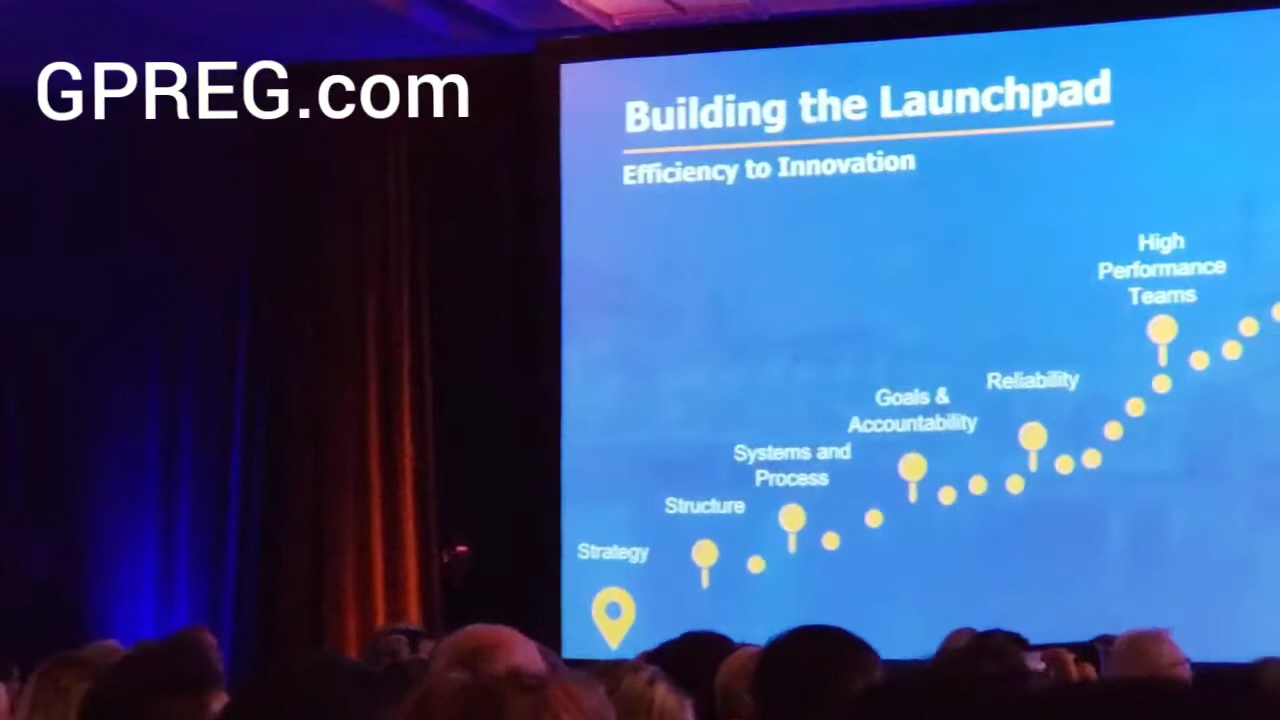 GPREG.com
Building the Launchpad
Efficiency to Innovation
High
Performance
Teams
Reliability
Goals &
Accountability
Systems and
Process
Structure
Strategy